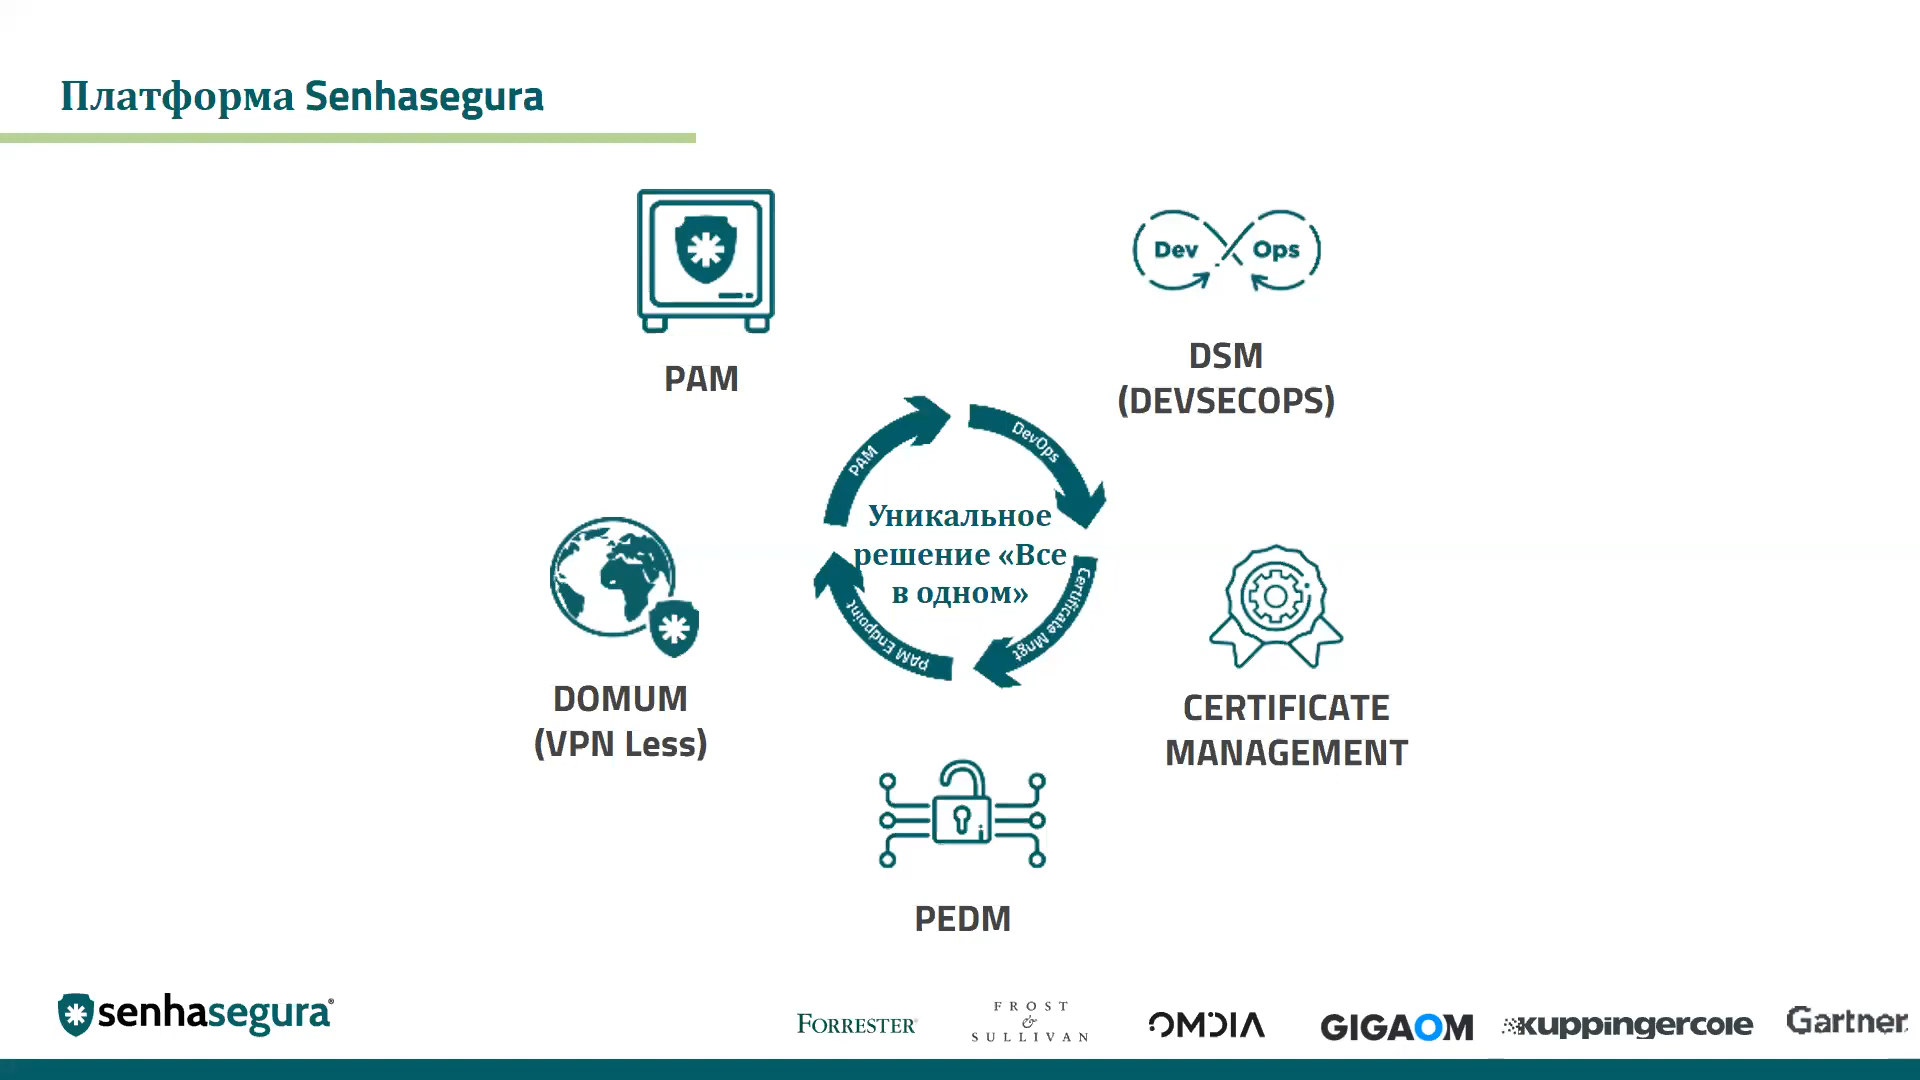 Платформа Senhasegura
PAM
Dev Ops
DSM
(DEVSECOPS)
PAM
DevOps
Certificate Mngt
PAM Endpoint
Уникальное
решение «Все
в одном»
DOMUM
(VPN Less)
CERTIFICATE
MANAGEMENT
PEDM
senhasegura®
FORRESTER®
FROST
&
SULLIVAN
OMDIA
GIGAOM
kuppingercole
Gartner